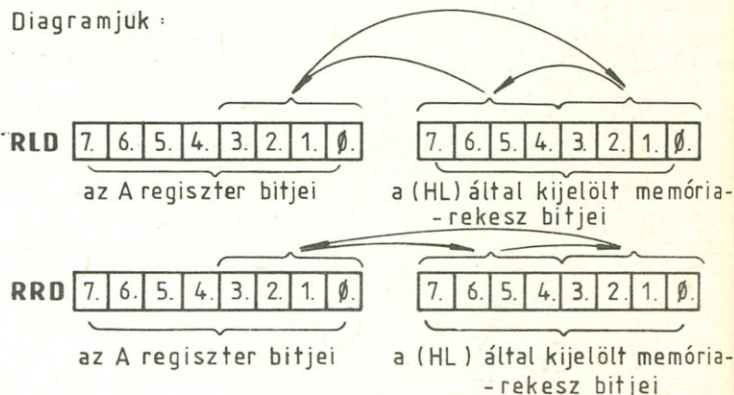 Diagramjuk :
RLD 7. 6. 5. 4. 3. 2. 1. Ø. 7. 6. 5. 4. 3. 2. 1. Ø.
az A regiszter bitjei a (HL) által kijelölt memória-
-rekesz bitjei
RRD 7. 6. 5. 4. 3. 2. 1. Ø. 7. 6. 5. 4. 3. 2. 1. Ø.
az A regiszter bitjei a (HL) által kijelölt memória-
-rekesz bitjei